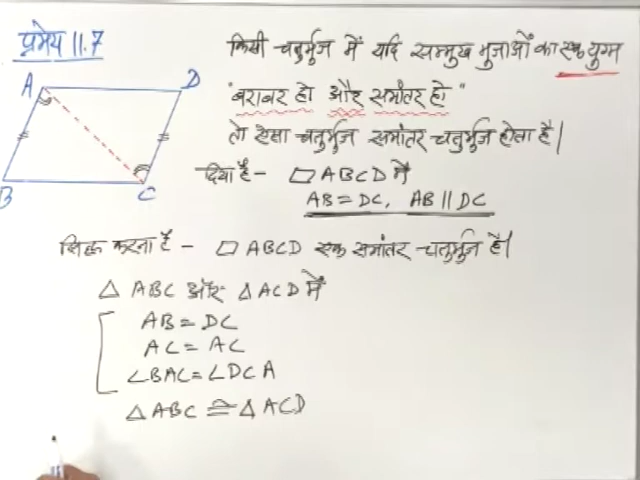 प्रमेय 11.7
किसी चतुर्भुज में यदि सम्मुख भुजाओं का एक युग्म
"बराबर हो और समांतर हो"
तो ऐसा चतुर्भुज समांतर चतुर्भुज होता है।
A
D
B
C
दिया है - □ ABCD में
AB = DC, AB || DC
सिद्ध करना है - □ ABCD एक समांतर चतुर्भुज है।
△ ABC और △ ACD में
AB = DC
AC = AC
∠BAC = ∠DCA
△ ABC ≅ △ ACD